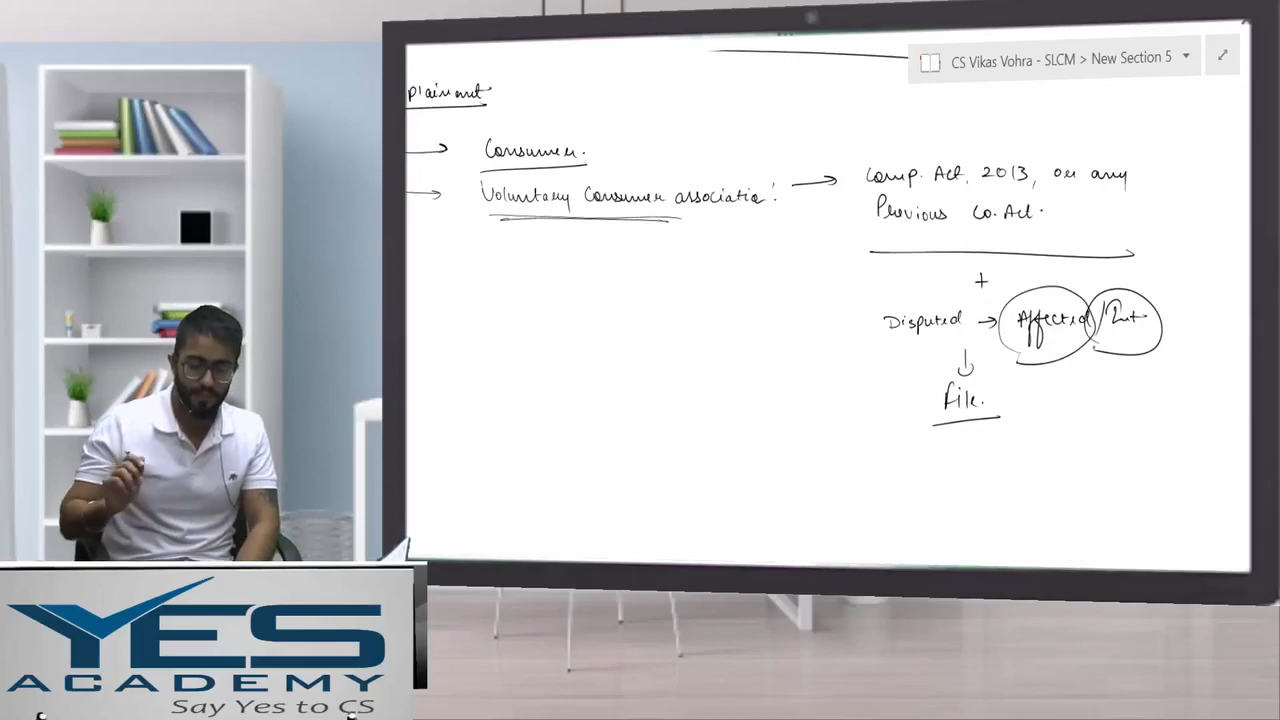 CS Vikas Vohra - SLCM > New Section 5
plainant
Consumer.
Voluntary Consumer associatio:
Comp. Act, 2013, or any
Previous Co. Act.
+
Disputed → Affected /
File.
YES
ACADEMY
Say Yes to CS